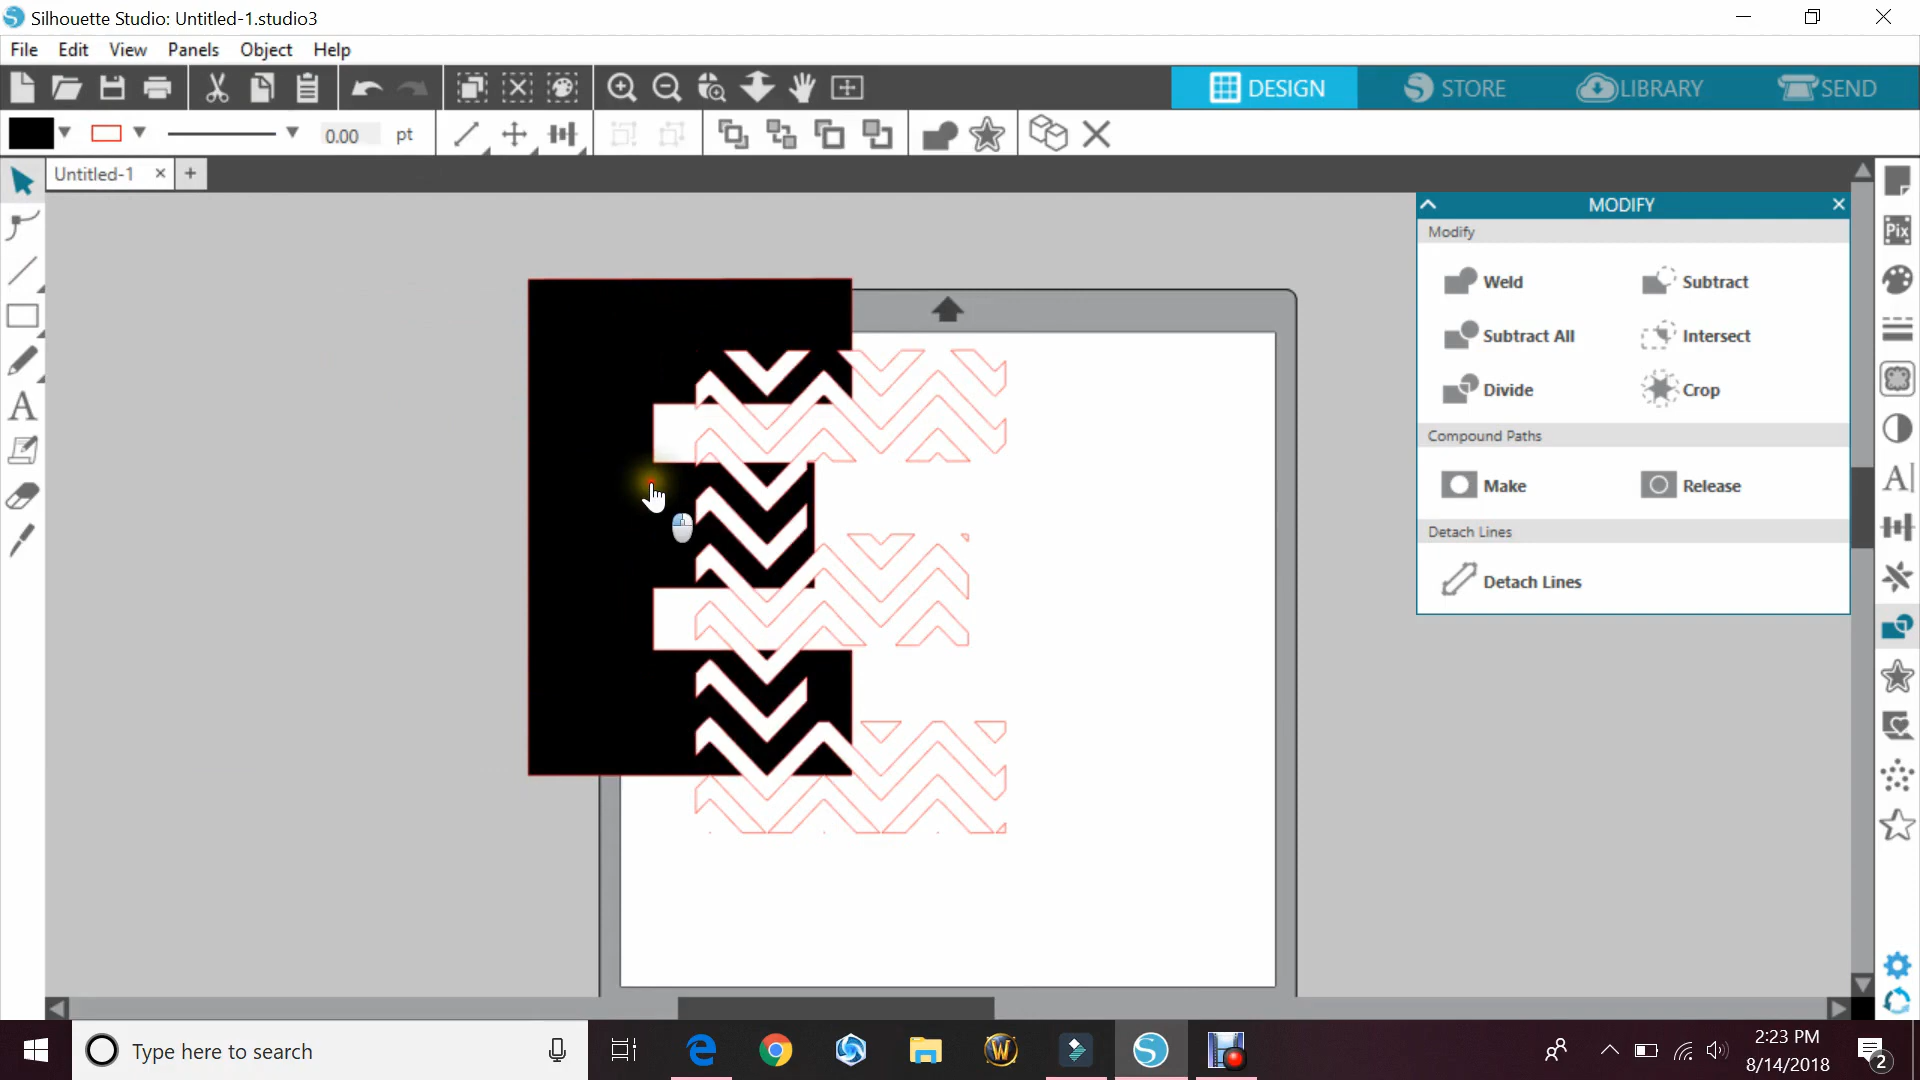 Silhouette Studio: Untitled-1.studio3
File Edit View Panels Object Help
DESIGN STORE LIBRARY SEND
0.00 pt
Untitled-1
MODIFY
Modify
Weld Subtract
Subtract All Intersect
Divide Crop
Compound Paths
Make Release
Detach Lines
Detach Lines
Pix
A
A
W
Type here to search
2:23 PM
8/14/2018
2